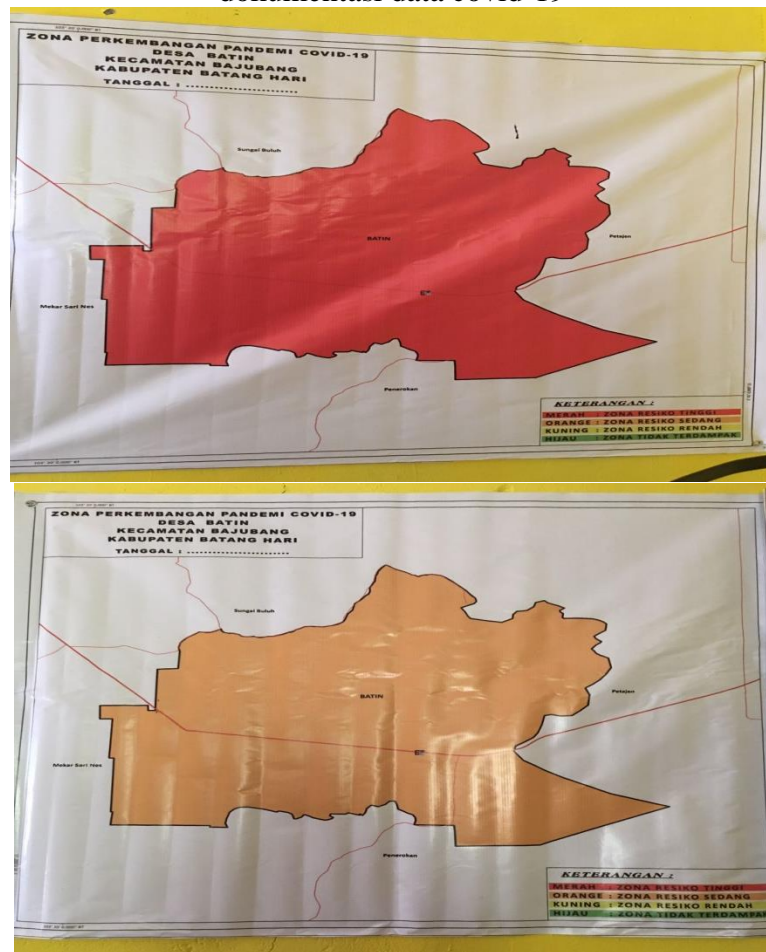 dokumentasi data covid-19
ZONA PERKEMBANGAN PANDEMI COVID-19
DESA BATIN
KECAMATAN BAJUBANG
KABUPATEN BATANG HARI
TANGGAL : ........................
Sungai Buluh
BATIN
Petajen
Mekar Sari Nes
Penerokan
KETERANGAN :
MERAH : ZONA RESIKO TINGGI
ORANGE : ZONA RESIKO SEDANG
KUNING : ZONA RESIKO RENDAH
HIJAU : ZONA TIDAK TERDAMPAK
ZONA PERKEMBANGAN PANDEMI COVID-19
DESA BATIN
KECAMATAN BAJUBANG
KABUPATEN BATANG HARI
TANGGAL : ........................
Sungai Buluh
BATIN
Petajen
Mekar Sari Nes
Penerokan
KETERANGAN :
MERAH : ZONA RESIKO TINGGI
ORANGE : ZONA RESIKO SEDANG
KUNING : ZONA RESIKO RENDAH
HIJAU : ZONA TIDAK TERDAMPAK